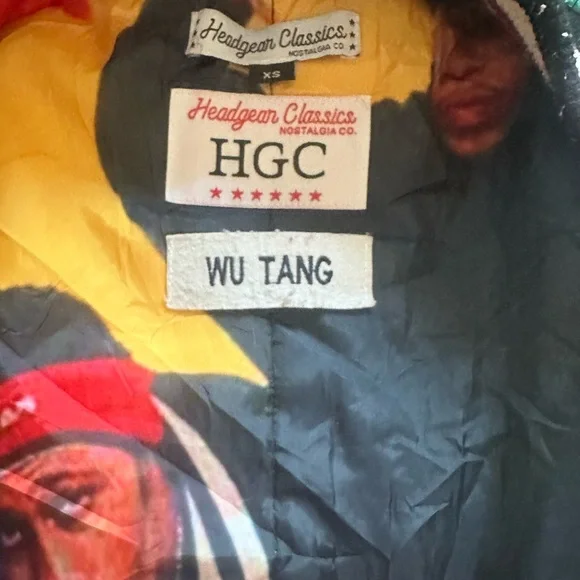 Headgear Classics
NOSTALGIA CO.
XS
Headgear Classics
NOSTALGIA CO.
HGC
WU TANG